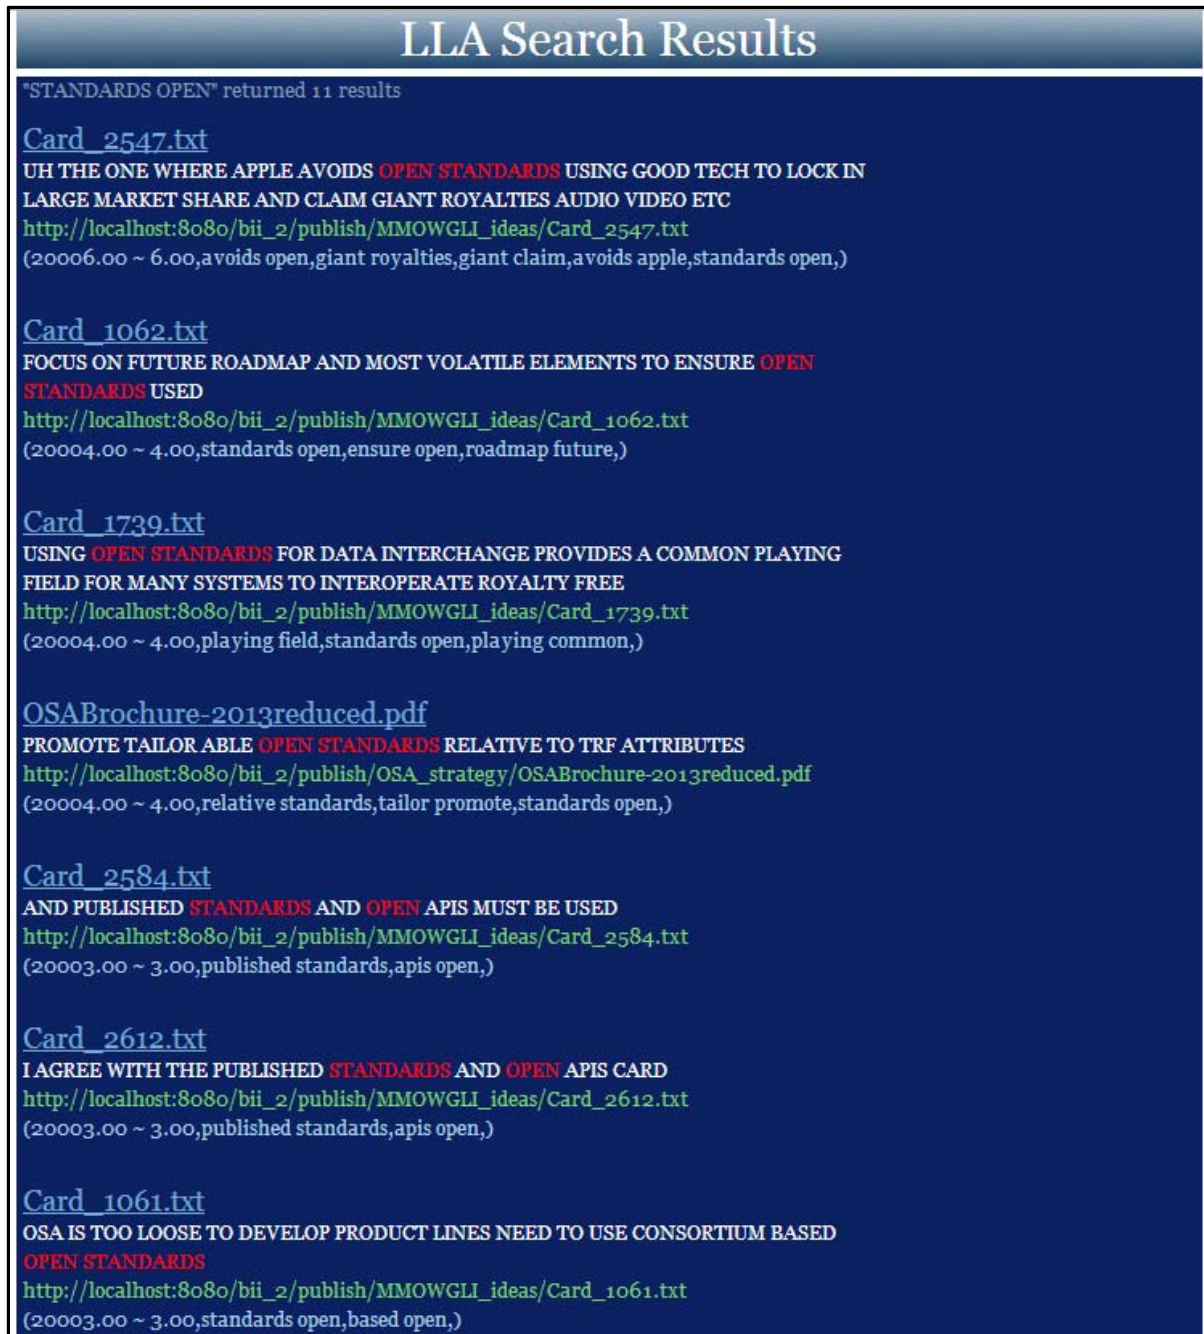 LLA Search Results
"STANDARDS OPEN" returned 11 results
Card_2547.txt
UH THE ONE WHERE APPLE AVOIDS OPEN STANDARDS USING GOOD TECH TO LOCK IN
LARGE MARKET SHARE AND CLAIM GIANT ROYALTIES AUDIO VIDEO ETC
http://localhost:8080/bii_2/publish/MMOWGLI_ideas/Card_2547.txt
(20006.00 ~ 6.00,avoids open,giant royalties,giant claim,avoids apple,standards open,)
Card_1062.txt
FOCUS ON FUTURE ROADMAP AND MOST VOLATILE ELEMENTS TO ENSURE OPEN
STANDARDS USED
http://localhost:8080/bii_2/publish/MMOWGLI_ideas/Card_1062.txt
(20004.00 ~ 4.00,standards open,ensure open,roadmap future,)
Card_1739.txt
USING OPEN STANDARDS FOR DATA INTERCHANGE PROVIDES A COMMON PLAYING
FIELD FOR MANY SYSTEMS TO INTEROPERATE ROYALTY FREE
http://localhost:8080/bii_2/publish/MMOWGLI_ideas/Card_1739.txt
(20004.00 ~ 4.00,playing field,standards open,playing common,)
OSABrochure-2013reduced.pdf
PROMOTE TAILOR ABLE OPEN STANDARDS RELATIVE TO TRF ATTRIBUTES
http://localhost:8080/bii_2/publish/OSA_strategy/OSABrochure-2013reduced.pdf
(20004.00 ~ 4.00,relative standards,tailor promote,standards open,)
Card_2584.txt
AND PUBLISHED STANDARDS AND OPEN APIS MUST BE USED
http://localhost:8080/bii_2/publish/MMOWGLI_ideas/Card_2584.txt
(20003.00 ~ 3.00,published standards,apis open,)
Card_2612.txt
I AGREE WITH THE PUBLISHED STANDARDS AND OPEN APIS CARD
http://localhost:8080/bii_2/publish/MMOWGLI_ideas/Card_2612.txt
(20003.00 ~ 3.00,published standards,apis open,)
Card_1061.txt
OSA IS TOO LOOSE TO DEVELOP PRODUCT LINES NEED TO USE CONSORTIUM BASED
OPEN STANDARDS
http://localhost:8080/bii_2/publish/MMOWGLI_ideas/Card_1061.txt
(20003.00 ~ 3.00,standards open,based open,)